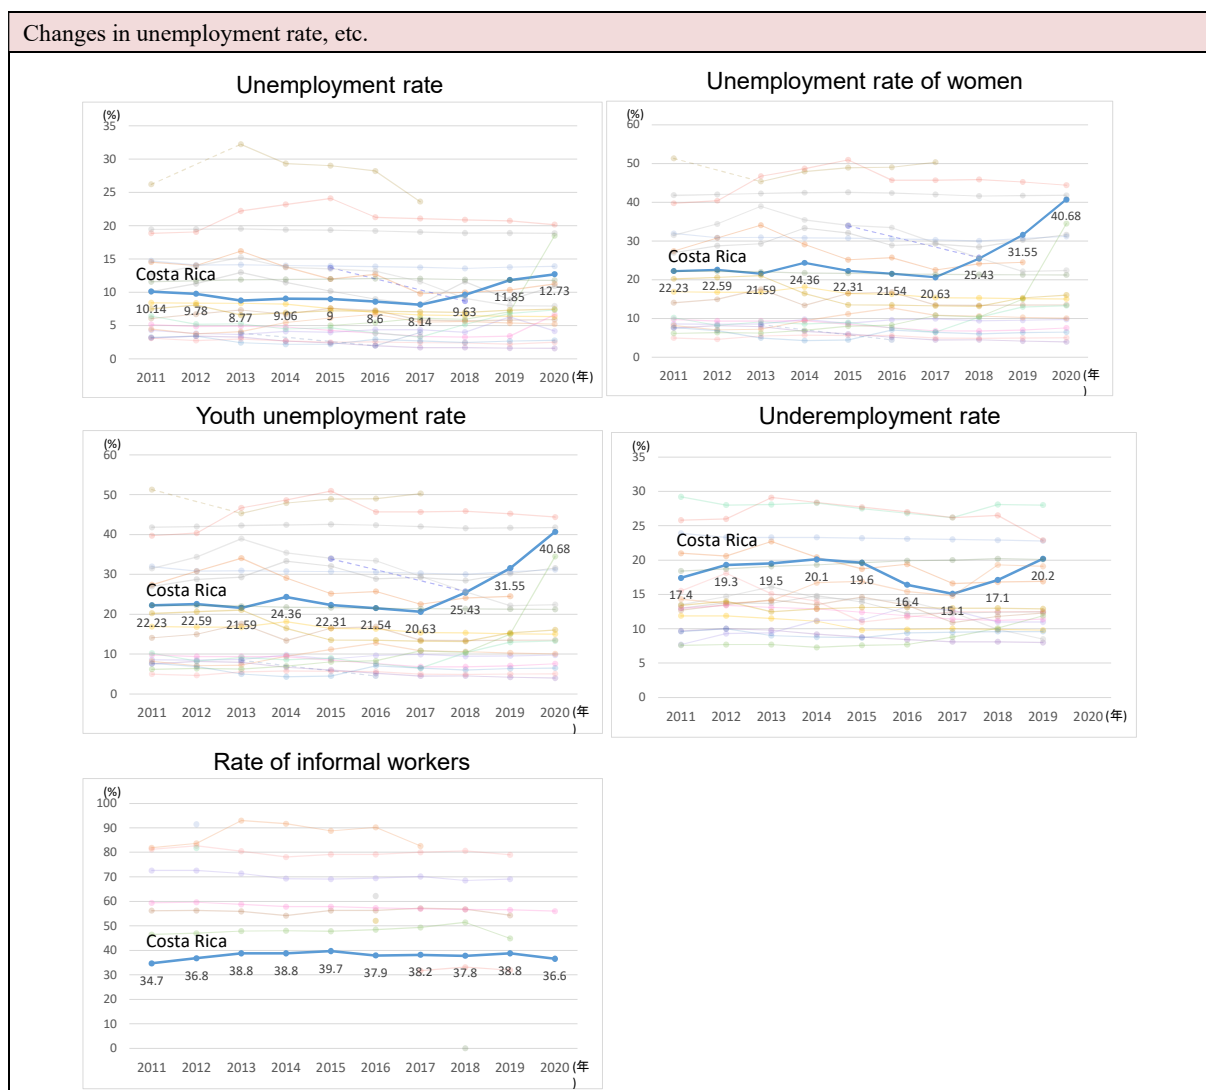 Changes in unemployment rate, etc.
Unemployment rate
(%)
35
30
25
20
15
10
5
0
Costa Rica
10.14 9.78 8.77 9.06 9 8.6 8.14 9.63 11.85 12.73
2011 2012 2013 2014 2015 2016 2017 2018 2019 2020 (年)
Unemployment rate of women
(%)
60
50
40
30
20
10
0
Costa Rica
22.23 22.59 21.59 24.36 22.31 21.54 20.63 25.43 31.55 40.68
2011 2012 2013 2014 2015 2016 2017 2018 2019 2020 (年
)
Youth unemployment rate
(%)
60
50
40
30
20
10
0
Costa Rica
22.23 22.59 21.59 24.36 22.31 21.54 20.63 25.43 31.55 40.68
2011 2012 2013 2014 2015 2016 2017 2018 2019 2020 (年
)
Underemployment rate
(%)
35
30
25
20
15
10
5
0
Costa Rica
17.4 19.3 19.5 20.1 19.6 16.4 15.1 17.1 20.2
2011 2012 2013 2014 2015 2016 2017 2018 2019 2020 (年)
Rate of informal workers
(%)
100
90
80
70
60
50
40
30
20
10
0
Costa Rica
34.7 36.8 38.8 38.8 39.7 37.9 38.2 37.8 38.8 36.6
2011 2012 2013 2014 2015 2016 2017 2018 2019 2020 (年)